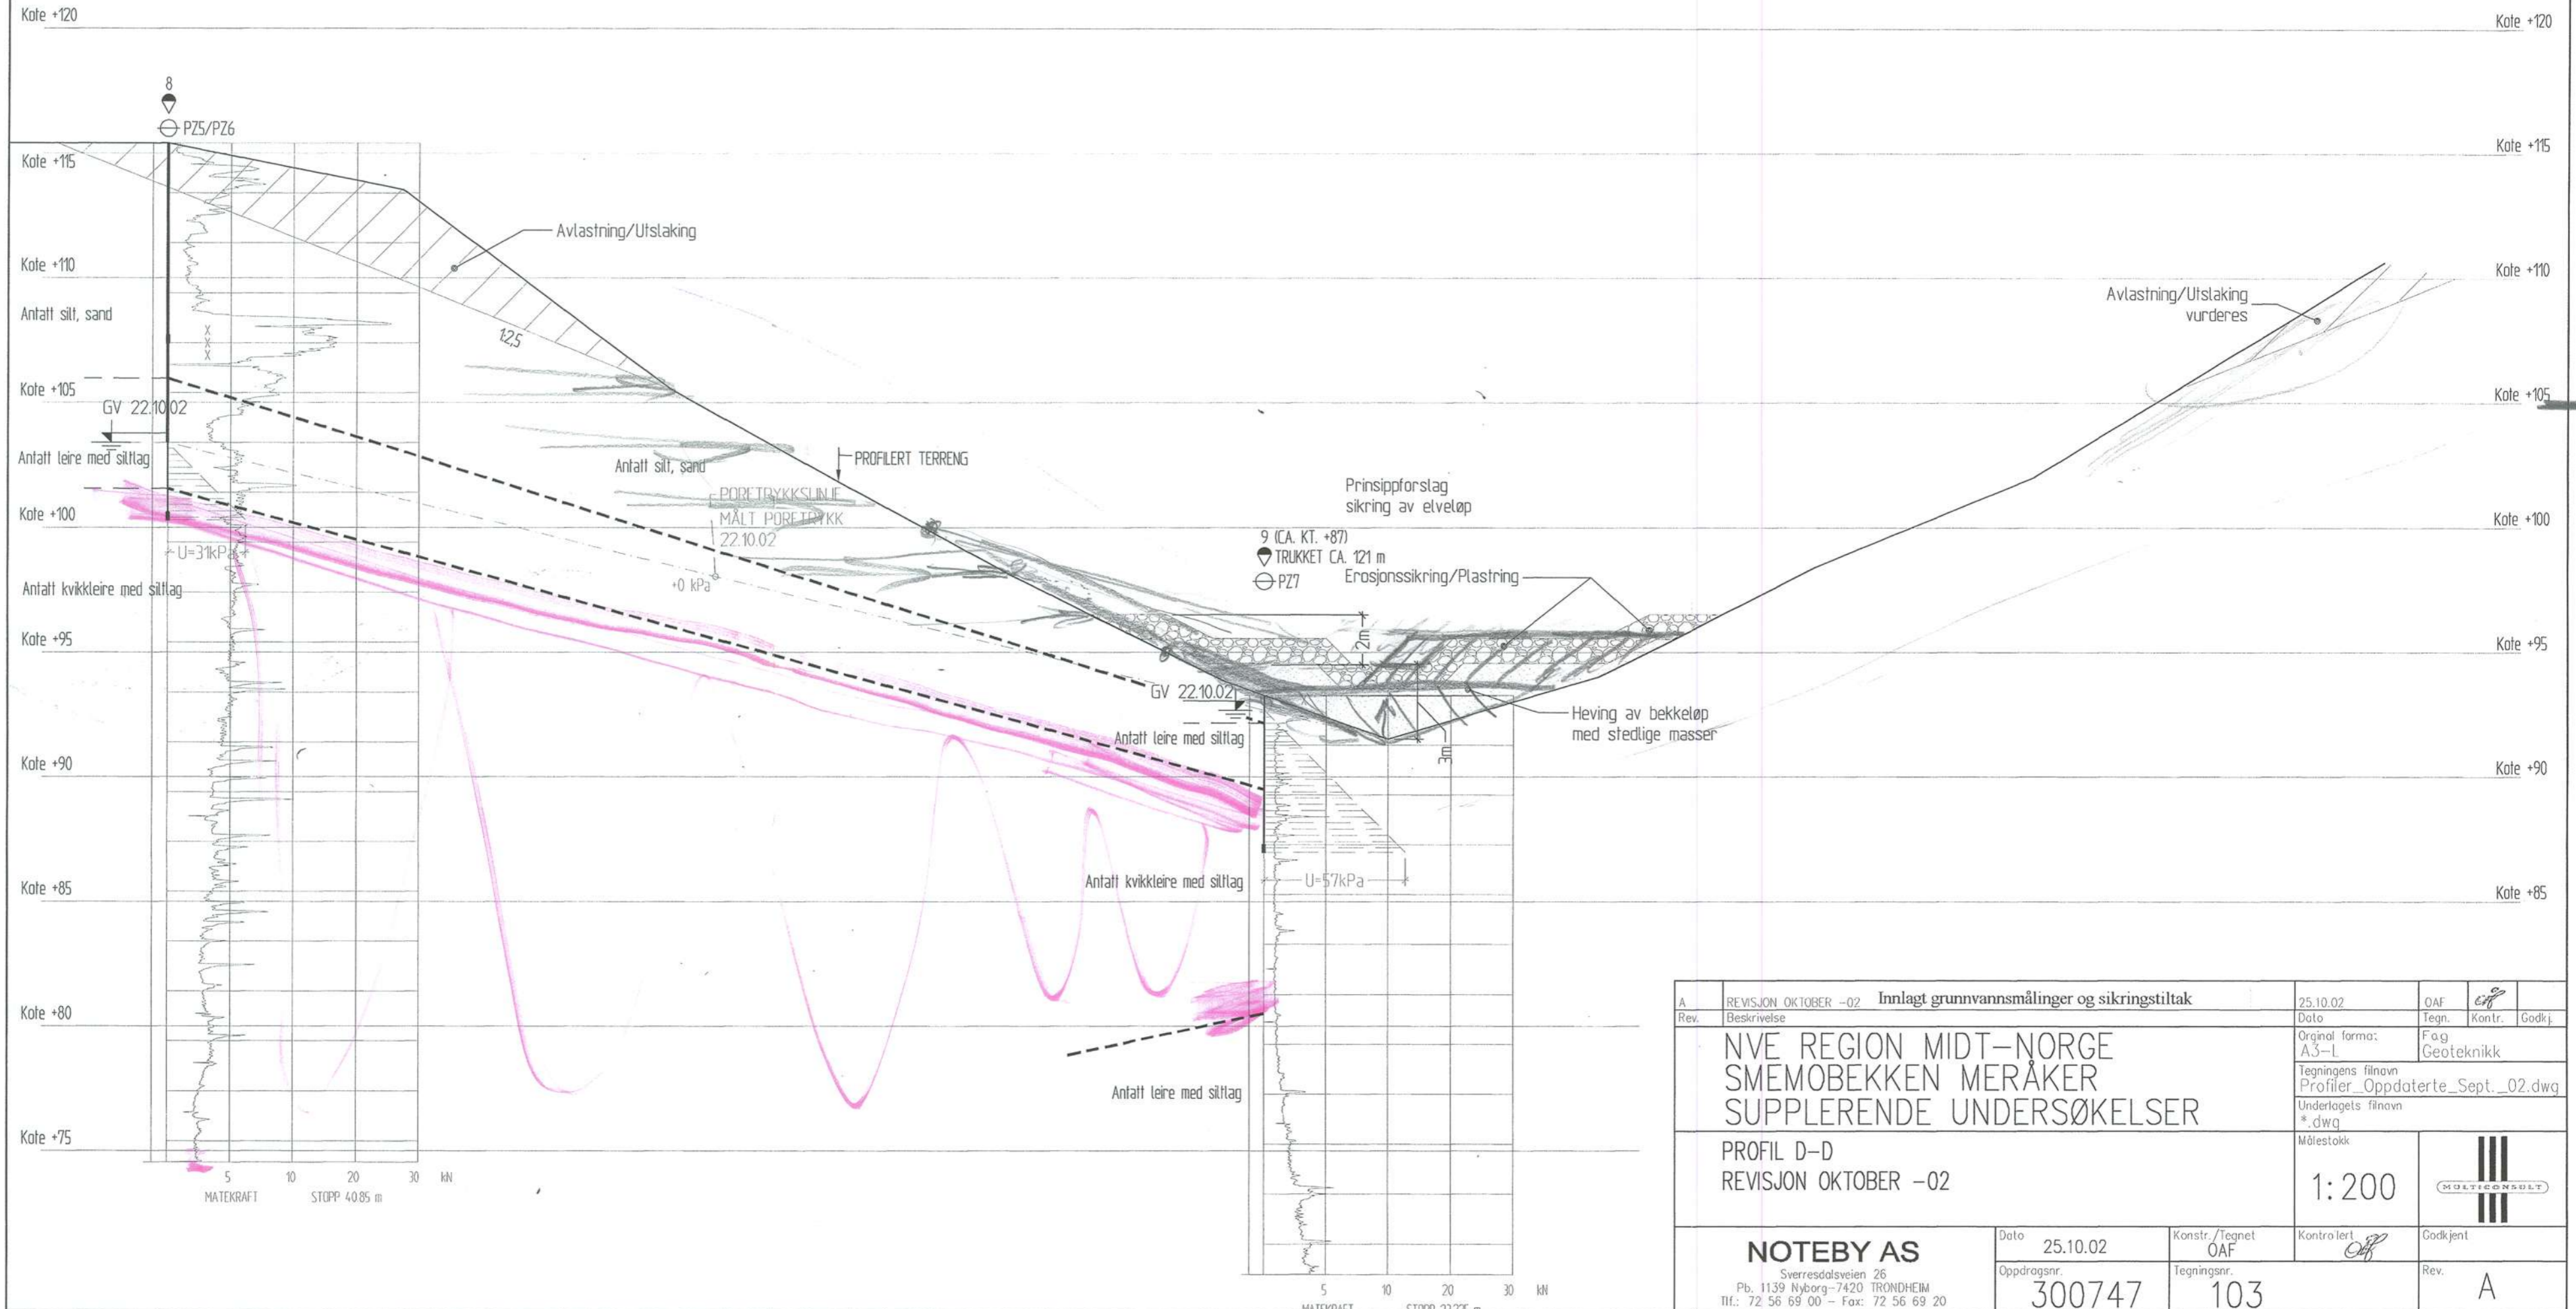 Kote +120
Kote +120
8
PZ5/PZ6
Kote +115
Kote +115
Avlastning/Utslaking
Kote +110
Kote +110
Avlastning/Utslaking
vurderes
Antatt silt, sand
1:2,5
Kote +105
Kote +105
GV 22.10.02
Antatt leire med siltlag
Antatt silt, sand
PROFILERT TERRENG
PORETRYKKSLINJE
MÅLT PORETRYKK
22.10.02
+0 kPa
Prinsippforslag
sikring av elveløp
Kote +100
Kote +100
U=31kPa
9 (CA. KT. +87)
TRUKKET CA. 121 m
PZ7
Erosjonssikring/Plastring
Antatt kvikkleire med siltlag
Kote +95
Kote +95
2m
GV 22.10.02
Antatt leire med siltlag
3m
Heving av bekkeløp
med stedlige masser
Kote +90
Kote +90
Antatt kvikkleire med siltlag
U=57kPa
Kote +85
Kote +85
Kote +80
Antatt leire med siltlag
Kote +75
5 10 20 30 kN
MATEKRAFT STOPP 40.85 m
5 10 20 30 kN
MATEKRAFT
A REVISJON OKTOBER -02 Innlagt grunnvannsmålinger og sikringstiltak 25.10.02 OAF
Rev. Beskrivelse Dato Tegn. Kontr. Godkj.
NVE REGION MIDT-NORGE
SMEMOBEKKEN MERÅKER
SUPPLERENDE UNDERSØKELSER
Orginal format
A3-L
Fag
Geoteknikk
Tegningens filnavn
Profiler_Oppdaterte_Sept._02.dwg
Underlagets filnavn
*.dwg
PROFIL D-D
REVISJON OKTOBER -02
Målestokk
1:200
MULTICONSULT
NOTEBY AS
Sverresdalsveien 26
Pb. 1139 Nyborg-7420 TRONDHEIM
Tlf.: 72 56 69 00 - Fax: 72 56 69 20
Dato
25.10.02
Konstr./Tegnet
OAF
Kontrollert
Godkjent
Oppdragsnr.
300747
Tegningsnr.
103
Rev.
A